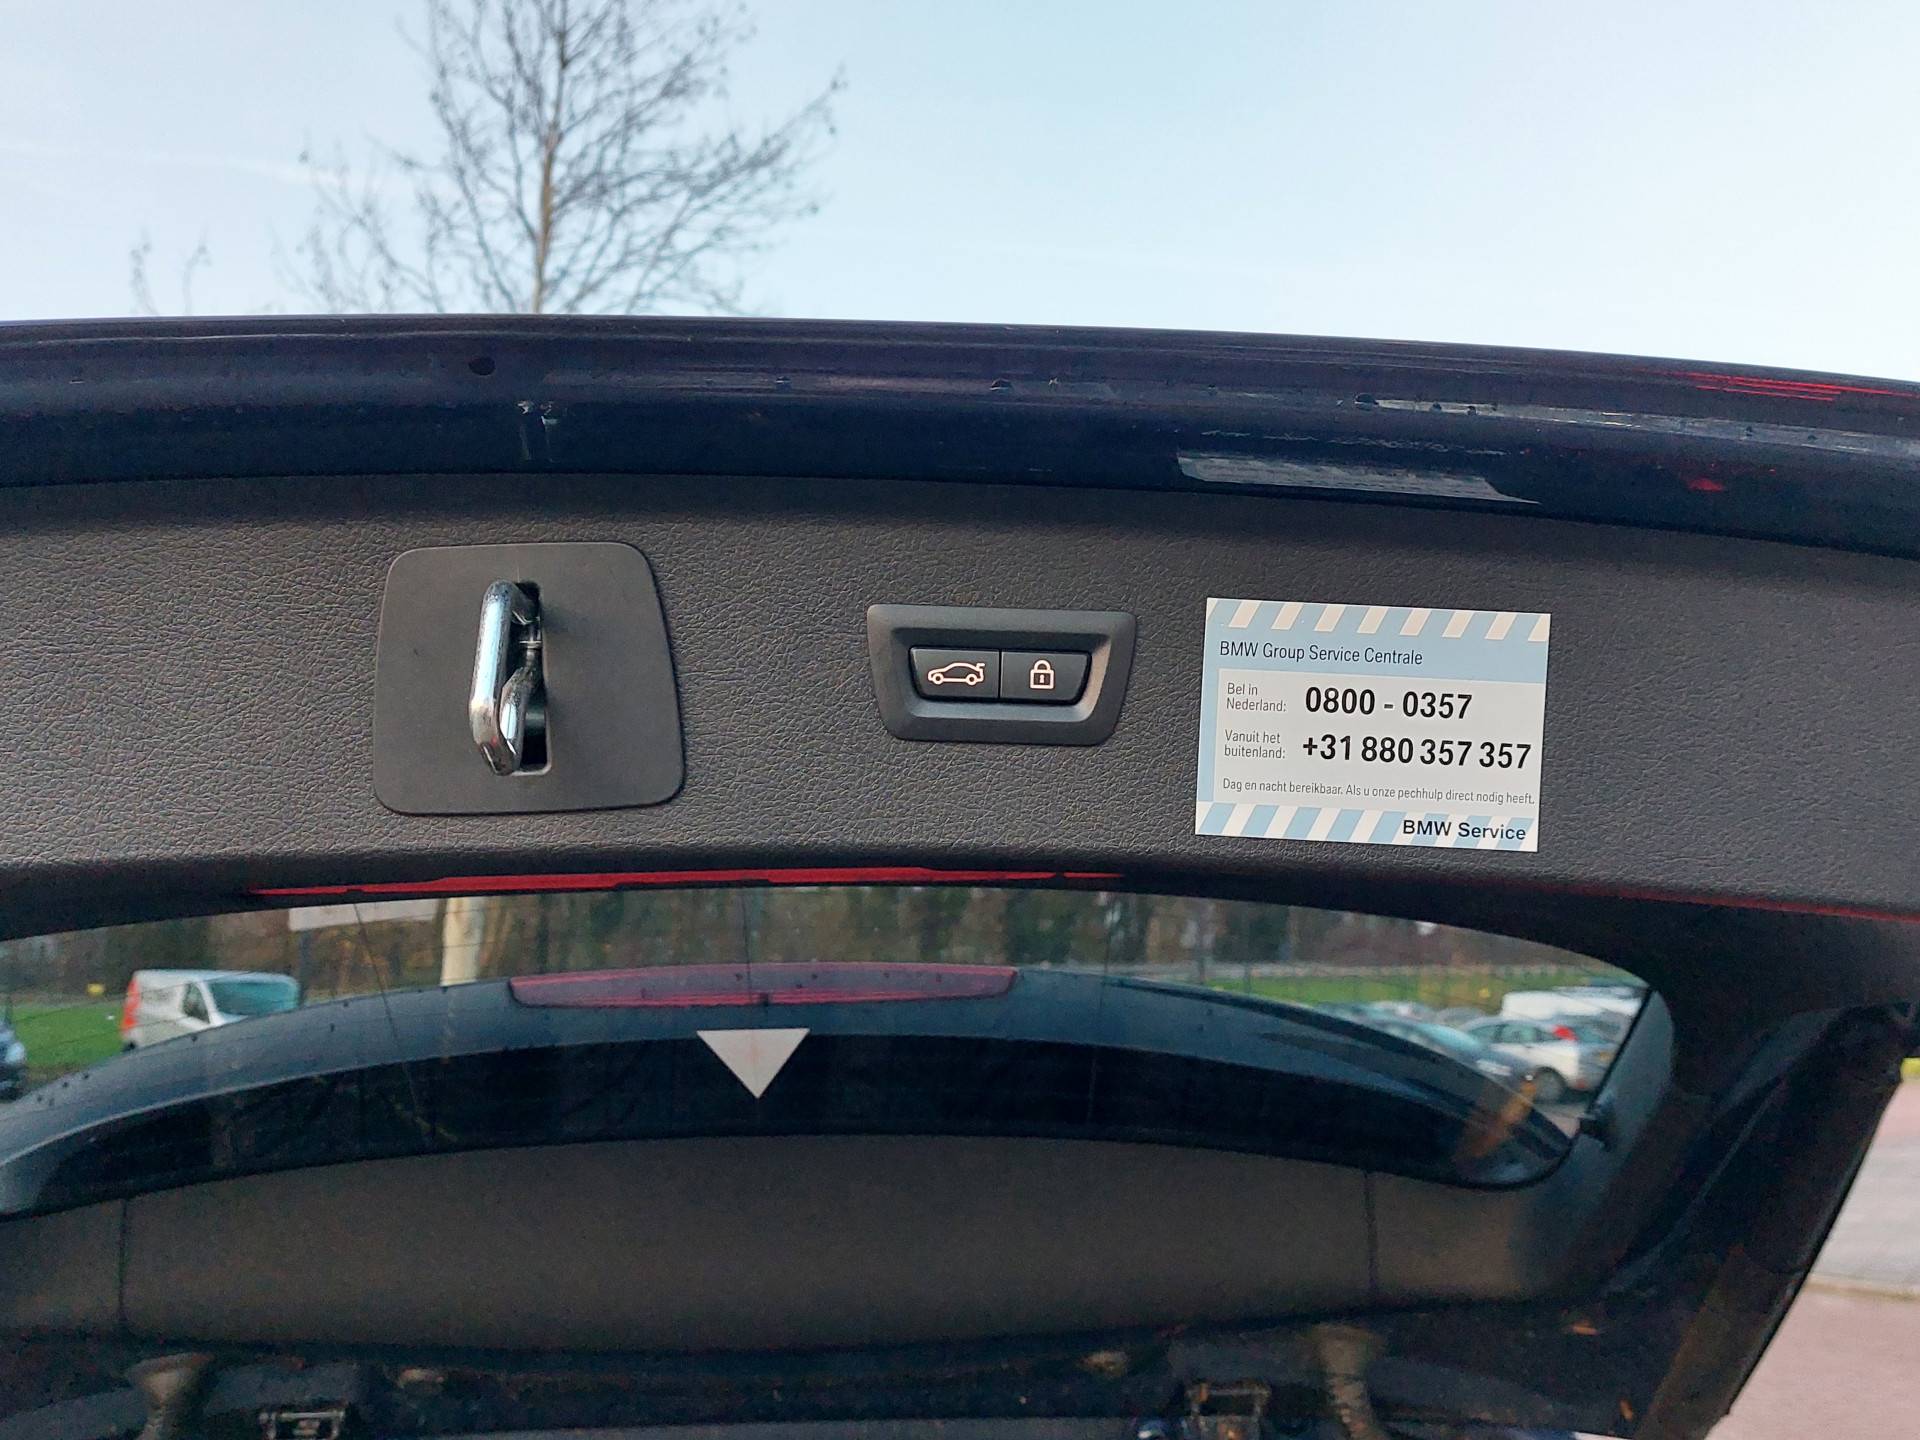 BMW Group Service Centrale
Bel in
Nederland: 0800 - 0357
Vanuit het
buitenland: +31 880 357 357
Dag en nacht bereikbaar. Als u onze pechhulp direct nodig heeft.
BMW Service